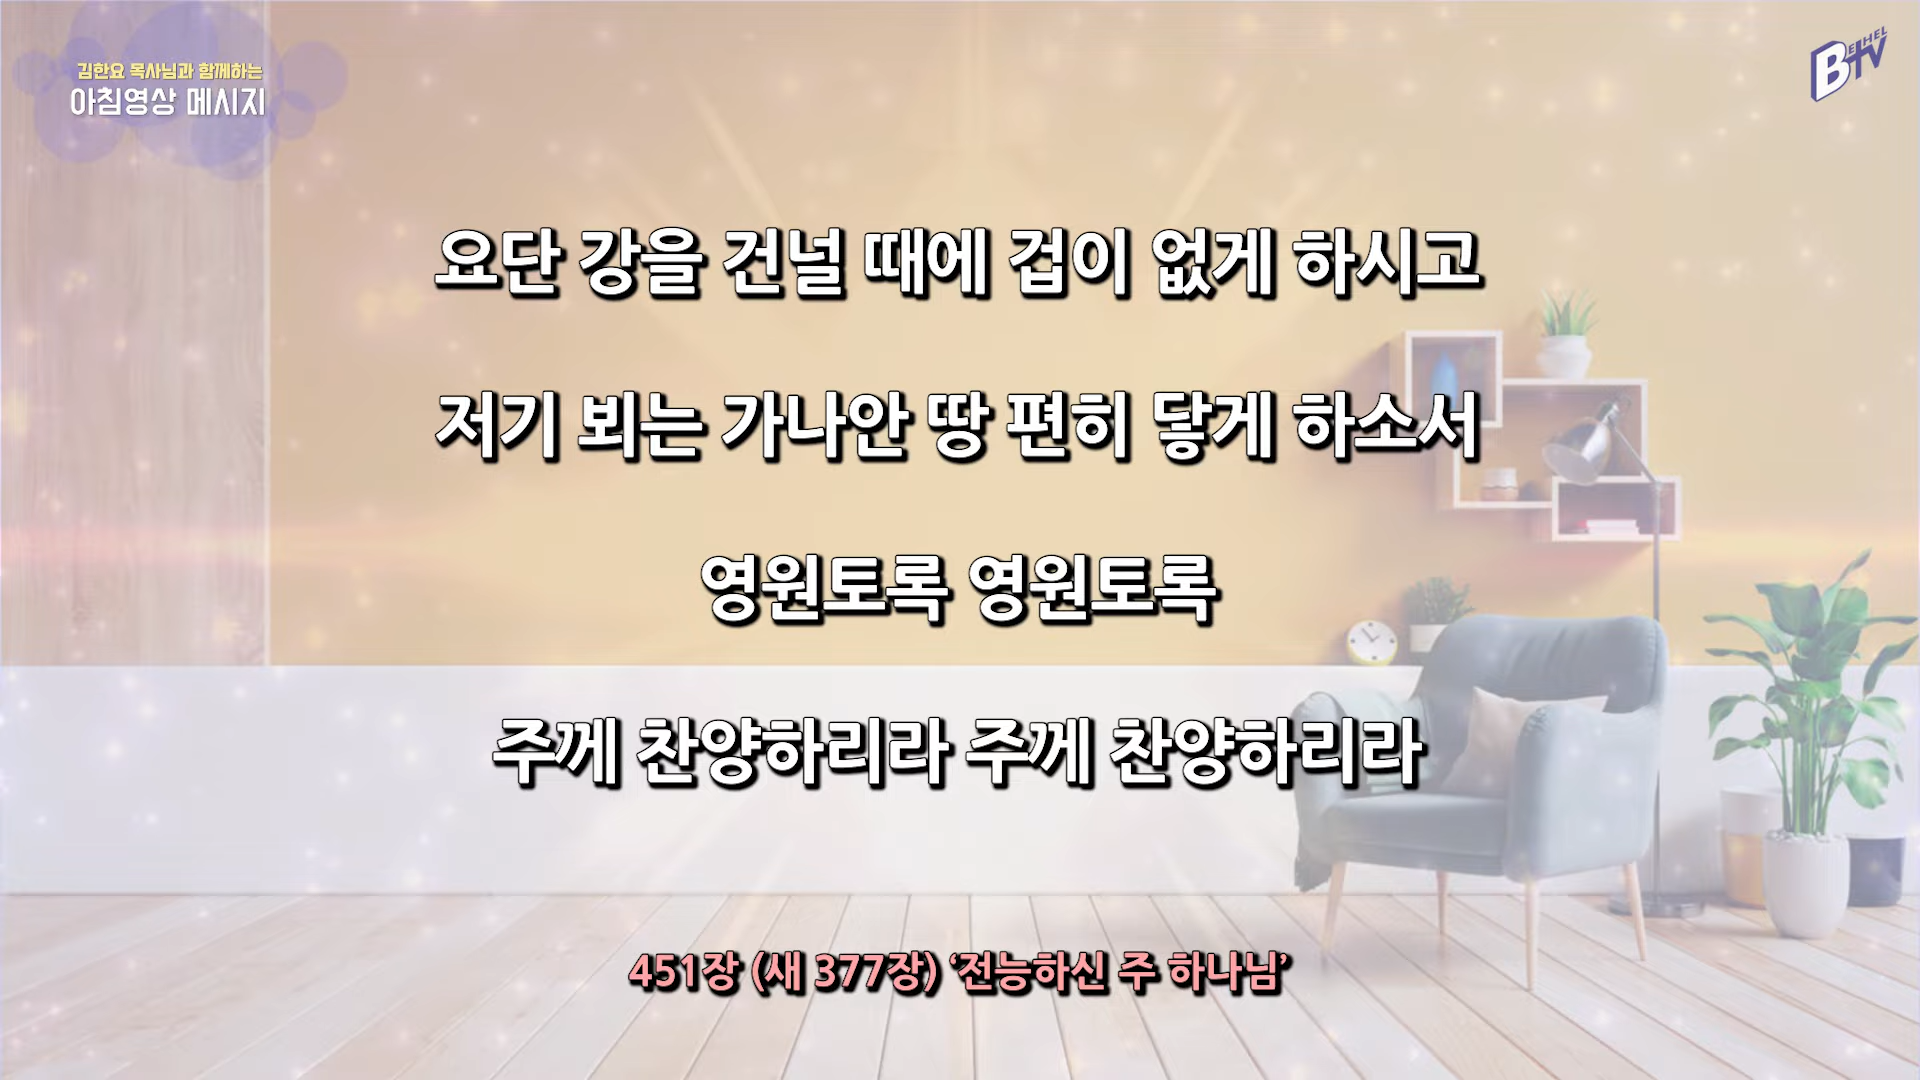 김한요 목사님과 함께하는
아침영상 메시지
BETHEL
BTV
요단 강을 건널 때에 겁이 없게 하시고
저기 뵈는 가나안 땅 편히 닿게 하소서
영원토록 영원토록
주께 찬양하리라 주께 찬양하리라
451장 (새 377장) ‘전능하신 주 하나님’